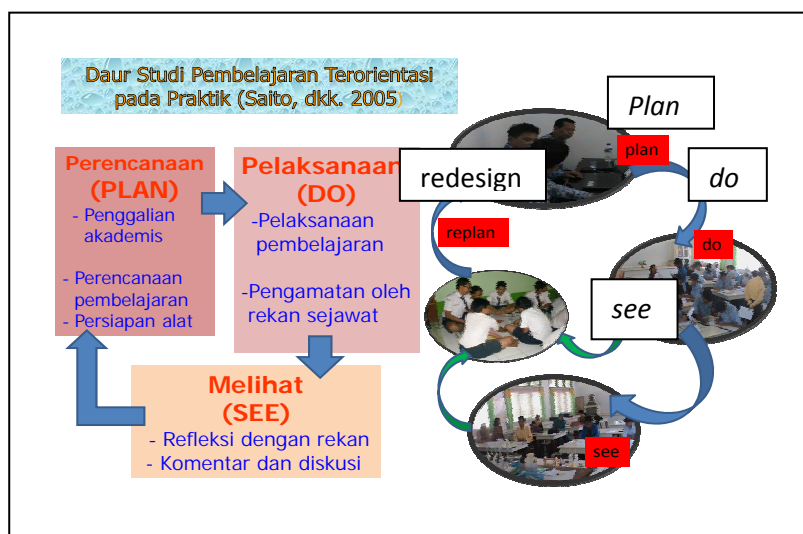 Daur Studi Pembelajaran Terorientasi
pada Praktik (Saito, dkk. 2005)
Perencanaan
(PLAN)
- Penggalian
akademis
- Perencanaan
pembelajaran
- Persiapan alat
Pelaksanaan
(DO)
-Pelaksanaan
pembelajaran
-Pengamatan oleh
rekan sejawat
Melihat
(SEE)
- Refleksi dengan rekan
- Komentar dan diskusi
Plan
plan
redesign
do
replan
do
see
see